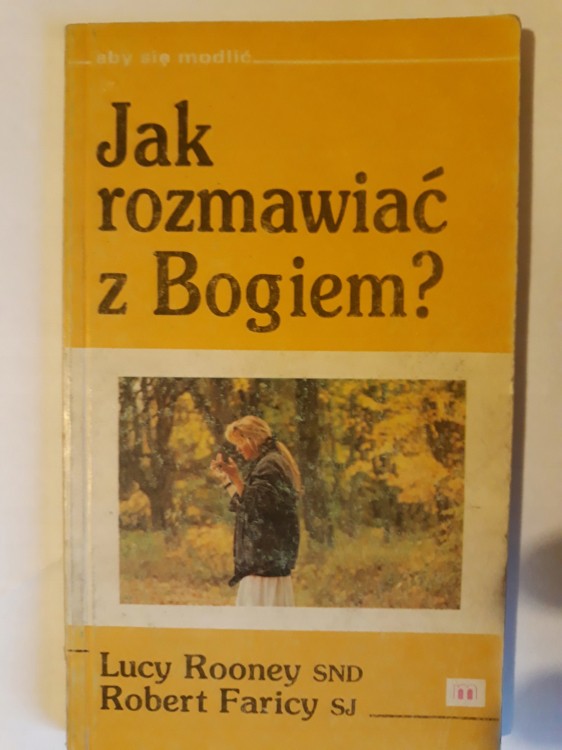 aby się modlić
Jak
rozmawiać
z Bogiem?
Lucy Rooney SND
Robert Faricy SJ